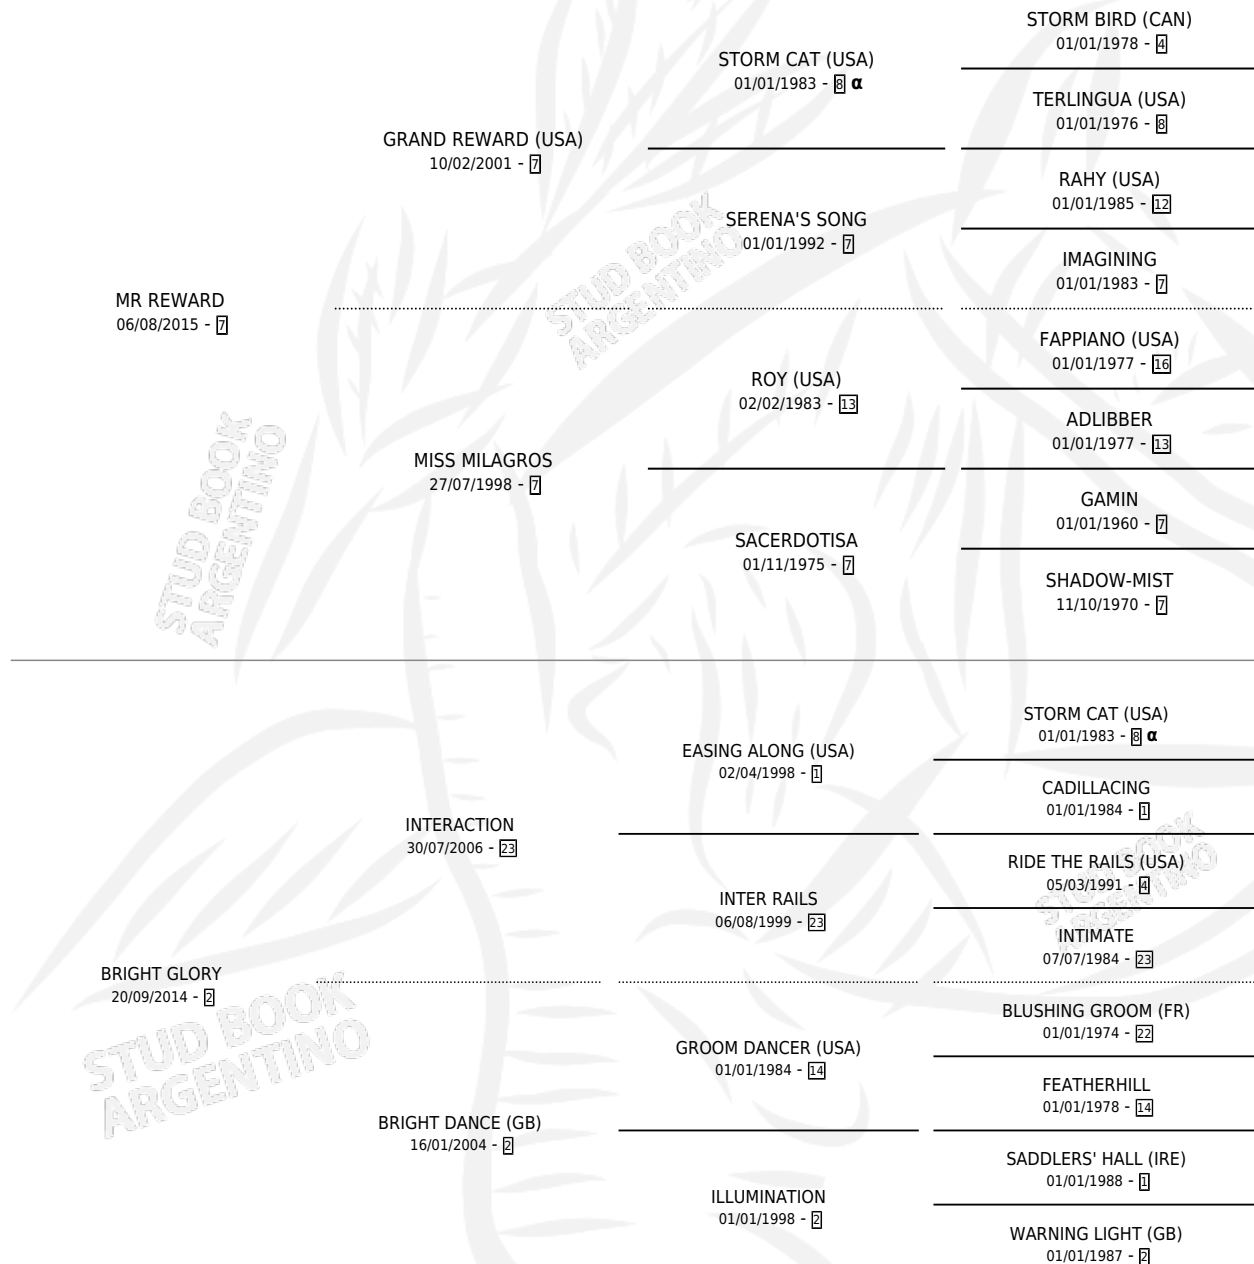 STORM BIRD (CAN)
01/01/1978 - 4
STORM CAT (USA)
01/01/1983 - 8 α
TERLINGUA (USA)
01/01/1976 - 8
GRAND REWARD (USA)
10/02/2001 - 7
RAHY (USA)
01/01/1985 - 12
SERENA'S SONG
01/01/1992 - 7
IMAGINING
01/01/1983 - 7
MR REWARD
06/08/2015 - 7
FAPPIANO (USA)
01/01/1977 - 16
ROY (USA)
02/02/1983 - 13
ADLIBBER
01/01/1977 - 13
MISS MILAGROS
27/07/1998 - 7
GAMIN
01/01/1960 - 7
SACERDOTISA
01/11/1975 - 7
SHADOW-MIST
11/10/1970 - 7
STUD BOOK
ARGENTINO
STUD BOOK
ARGENTINO
STORM CAT (USA)
01/01/1983 - 8 α
EASING ALONG (USA)
02/04/1998 - 1
CADILLACING
01/01/1984 - 1
INTERACTION
30/07/2006 - 23
RIDE THE RAILS (USA)
05/03/1991 - 4
INTER RAILS
06/08/1999 - 23
INTIMATE
07/07/1984 - 23
BRIGHT GLORY
20/09/2014 - 2
BLUSHING GROOM (FR)
01/01/1974 - 22
GROOM DANCER (USA)
01/01/1984 - 14
FEATHERHILL
01/01/1978 - 14
BRIGHT DANCE (GB)
16/01/2004 - 2
SADDLERS' HALL (IRE)
01/01/1988 - 1
ILLUMINATION
01/01/1998 - 2
WARNING LIGHT (GB)
01/01/1987 - 2
STUD BOOK
ARGENTINO
STUD BOOK
ARGENTINO